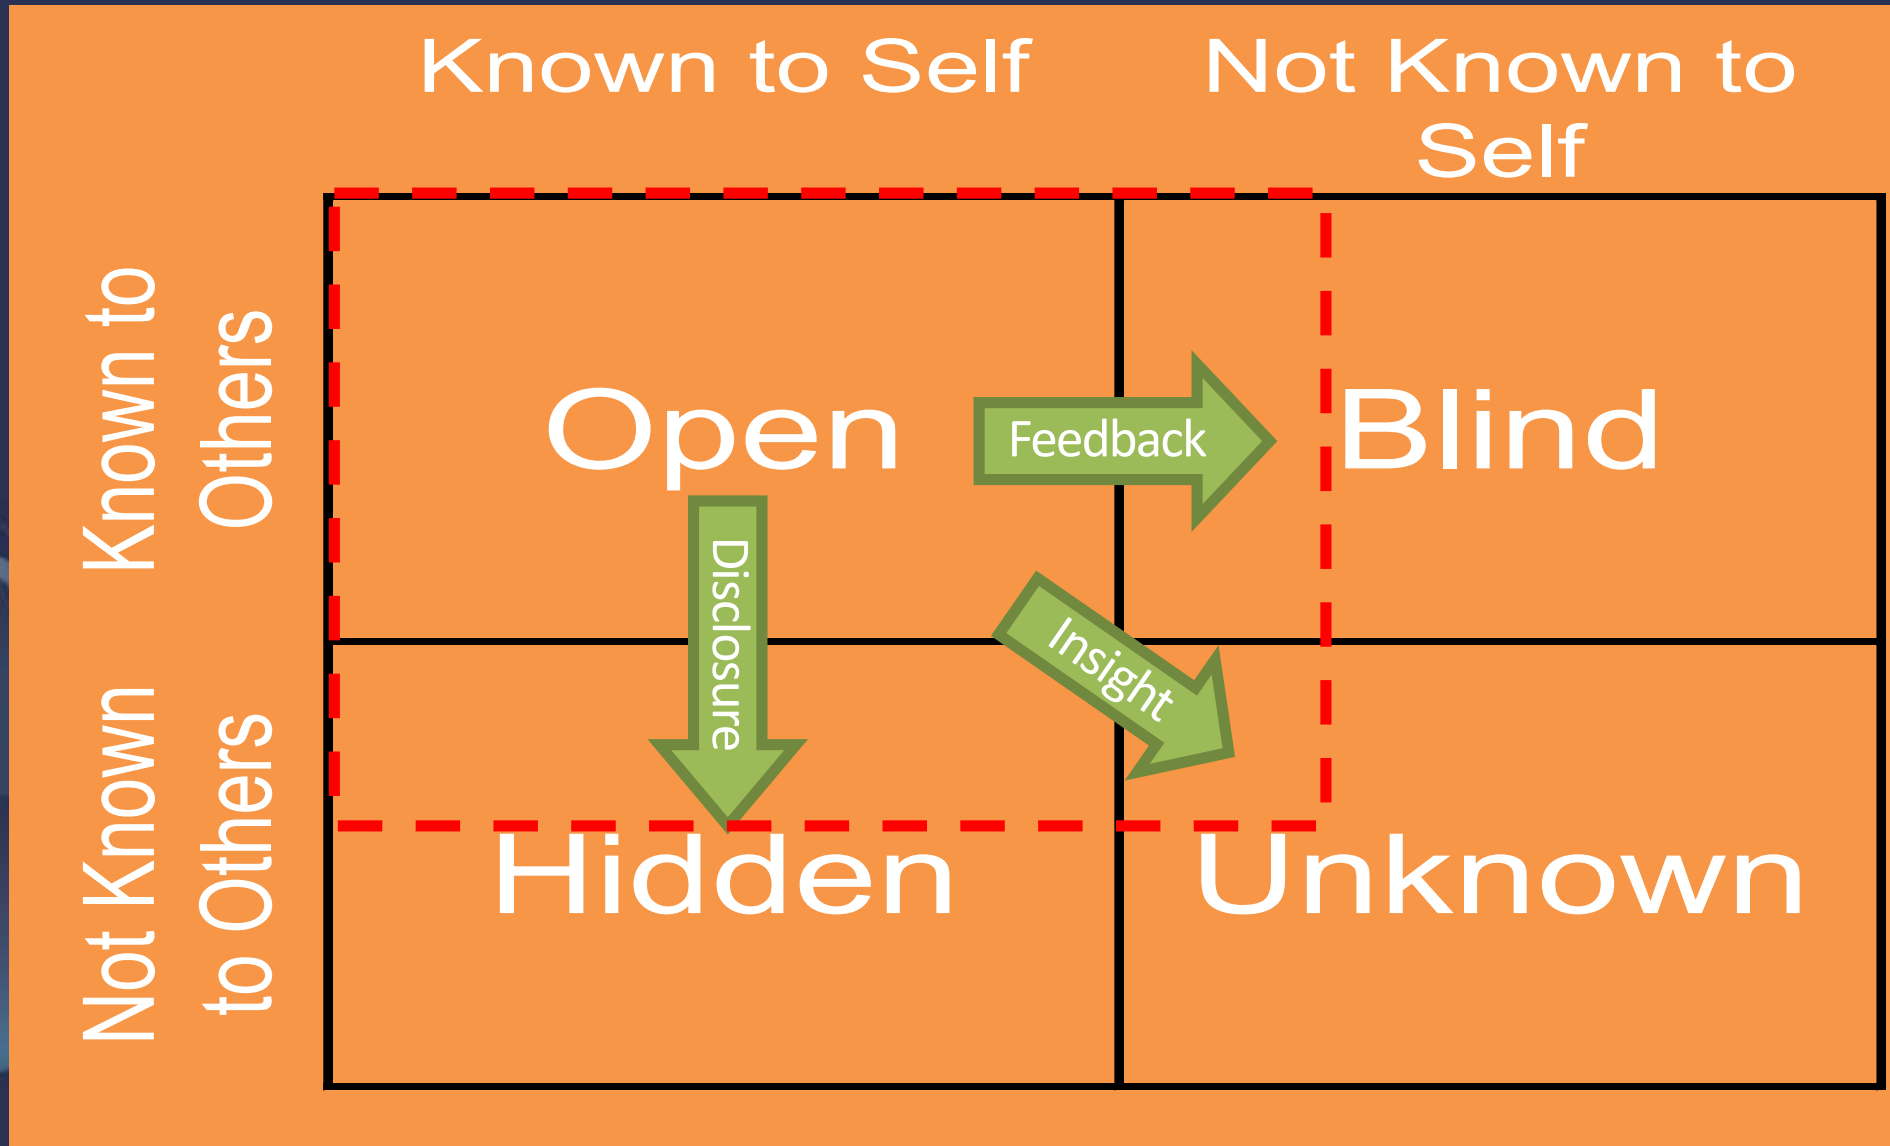 Known to Self
Not Known to
Self
Known to
Others
Open
Feedback
Blind
Disclosure
Insight
Not Known
to Others
Hidden
Unknown